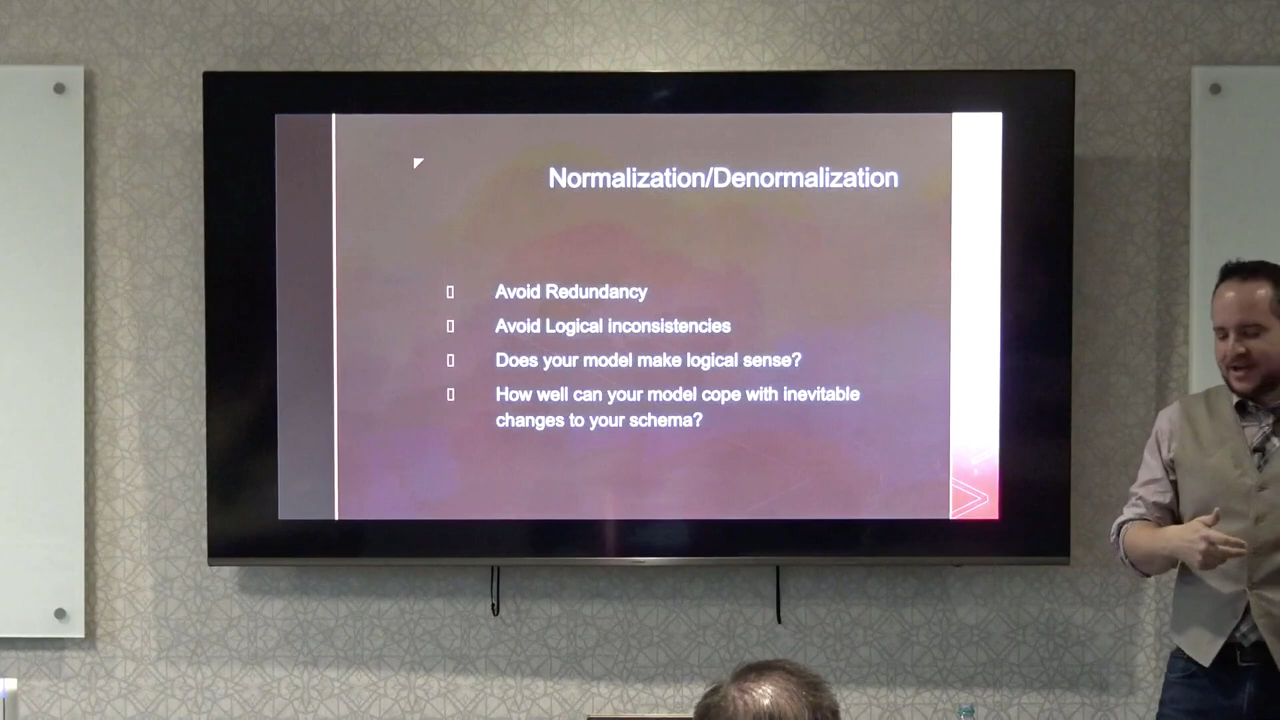 Normalization/Denormalization
Avoid Redundancy
Avoid Logical inconsistencies
Does your model make logical sense?
How well can your model cope with inevitable
changes to your schema?